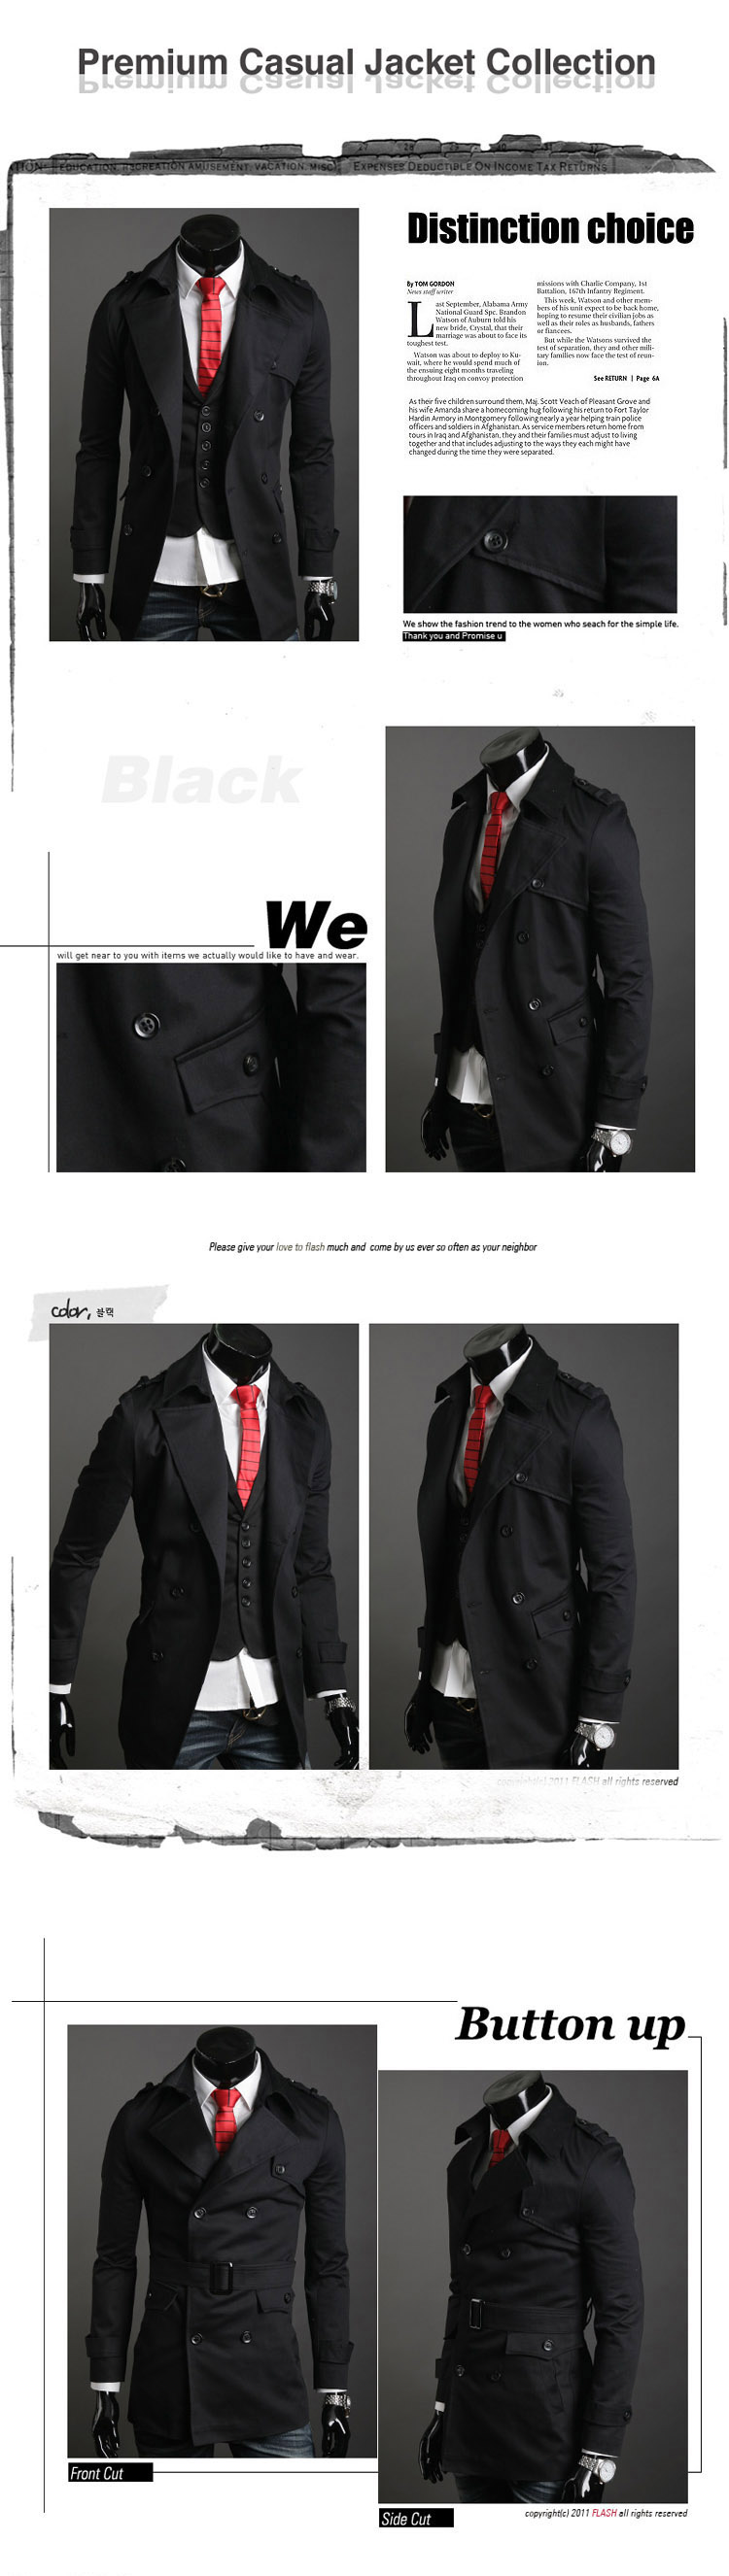 Premium Casual Jacket Collection
EDUCATION, RECREATION AMUSEMENT, VACATION, MISC.
EXPENSES DEDUCTIBLE ON INCOME TAX RETURNS
Distinction choice
By TOM GORDON
News staff writer
Last September, Alabama Army
National Guard Spc. Brandon
Watson of Auburn told his
new bride, Crystal, that their
marriage was about to face its
toughest test.
Watson was about to deploy to Ku-
wait, where he would spend much of
the ensuing eight months traveling
throughout Iraq on convoy protection
missions with Charlie Company, 1st
Battalion, 167th Infantry Regiment.
This week, Watson and other mem-
bers of his unit expect to be back home,
hoping to resume their civilian jobs as
well as their roles as husbands, fathers
or fiancees.
But while the Watsons survived the
test of separation, they and other mili-
tary families now face the test of reun-
ion.
See RETURN | Page 6A
As their five children surround them, Maj. Scott Veach of Pleasant Grove and
his wife Amanda share a homecoming hug following his return to Fort Taylor
Hardin Armory in Montgomery following nearly a year helping train police
officers and soldiers in Afghanistan. As service members return home from
tours in Iraq and Afghanistan, they and their families must adjust to living
together and that includes adjusting to the ways they each might have
changed during the time they were separated.
We show the fashion trend to the women who seach for the simple life.
Thank you and Promise u
Black
We
will get near to you with items we actually would like to have and wear.
Please give your love to flash much and come by us ever so often as your neighbor
color, 블랙
copyright(c) 2011 FLASH all rights reserved
Button up
Front Cut
Side Cut
copyright(c) 2011 FLASH all rights reserved